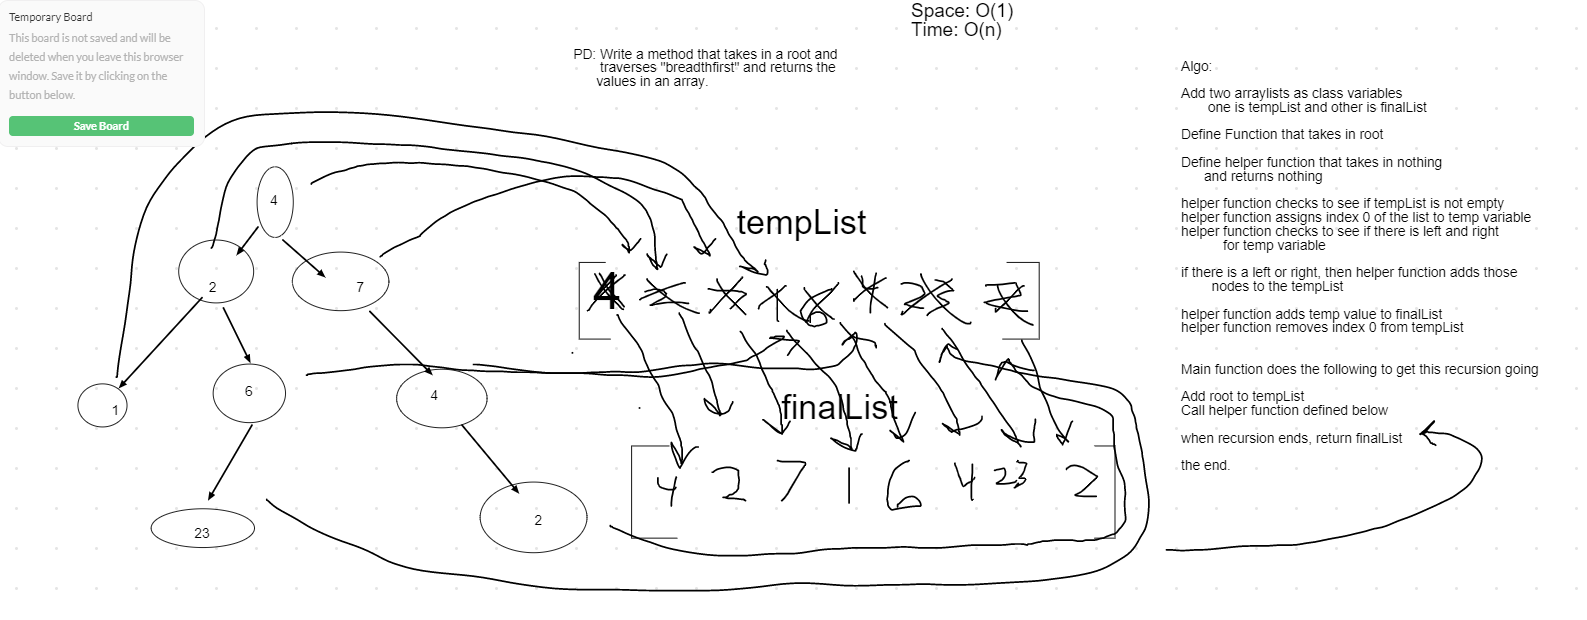 Temporary Board
This board is not saved and will be
deleted when you leave this browser
window. Save it by clicking on the
button below.
Save Board
Space: O(1)
Time: O(n)
PD: Write a method that takes in a root and
traverses "breadthfirst" and returns the
values in an array.
4
2
7
1
6
4
23
2
tempList
4 2 7 1 6 4 23 2
finalList
4 2 7 1 6 4 23 2
Algo:
Add two arraylists as class variables
one is tempList and other is finalList
Define Function that takes in root
Define helper function that takes in nothing
and returns nothing
helper function checks to see if tempList is not empty
helper function assigns index 0 of the list to temp variable
helper function checks to see if there is left and right
for temp variable
if there is a left or right, then helper function adds those
nodes to the tempList
helper function adds temp value to finalList
helper function removes index 0 from tempList
Main function does the following to get this recursion going
Add root to tempList
Call helper function defined below
when recursion ends, return finalList
the end.